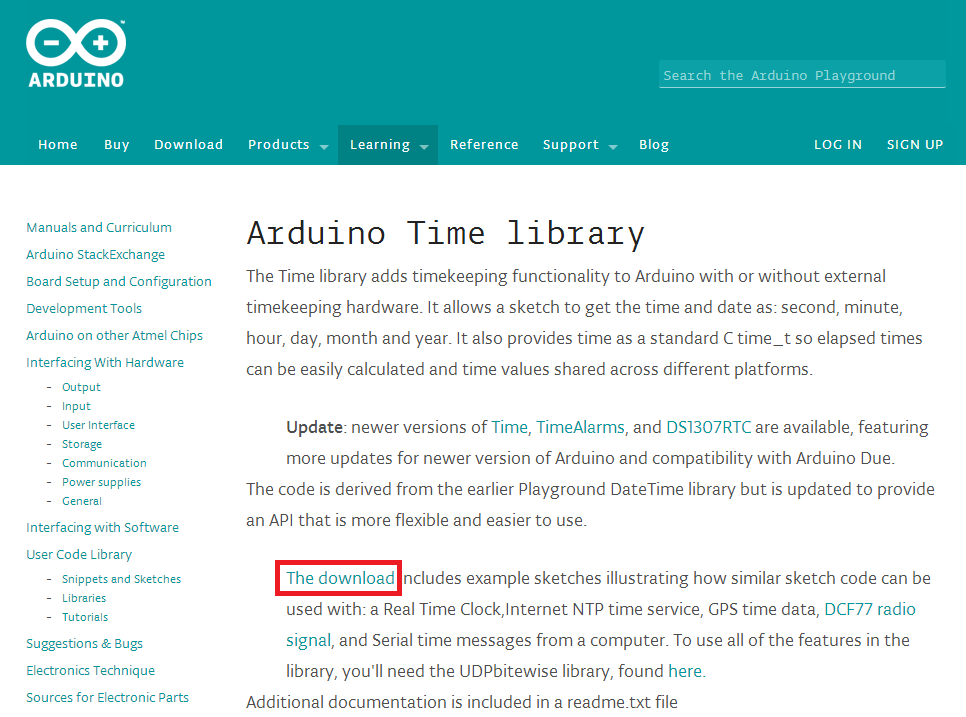 ARDUINO
Search the Arduino Playground
Home Buy Download Products Learning Reference Support Blog LOG IN SIGN UP
Manuals and Curriculum
Arduino StackExchange
Board Setup and Configuration
Development Tools
Arduino on other Atmel Chips
Interfacing With Hardware
- Output
- Input
- User Interface
- Storage
- Communication
- Power supplies
- General
Interfacing with Software
User Code Library
- Snippets and Sketches
- Libraries
- Tutorials
Suggestions & Bugs
Electronics Technique
Sources for Electronic Parts
Arduino Time library
The Time library adds timekeeping functionality to Arduino with or without external
timekeeping hardware. It allows a sketch to get the time and date as: second, minute,
hour, day, month and year. It also provides time as a standard C time_t so elapsed times
can be easily calculated and time values shared across different platforms.
Update: newer versions of Time, TimeAlarms, and DS1307RTC are available, featuring
more updates for newer version of Arduino and compatibility with Arduino Due.
The code is derived from the earlier Playground DateTime library but is updated to provide
an API that is more flexible and easier to use.
The download includes example sketches illustrating how similar sketch code can be
used with: a Real Time Clock,Internet NTP time service, GPS time data, DCF77 radio
signal, and Serial time messages from a computer. To use all of the features in the
library, you'll need the UDPbitewise library, found here.
Additional documentation is included in a readme.txt file